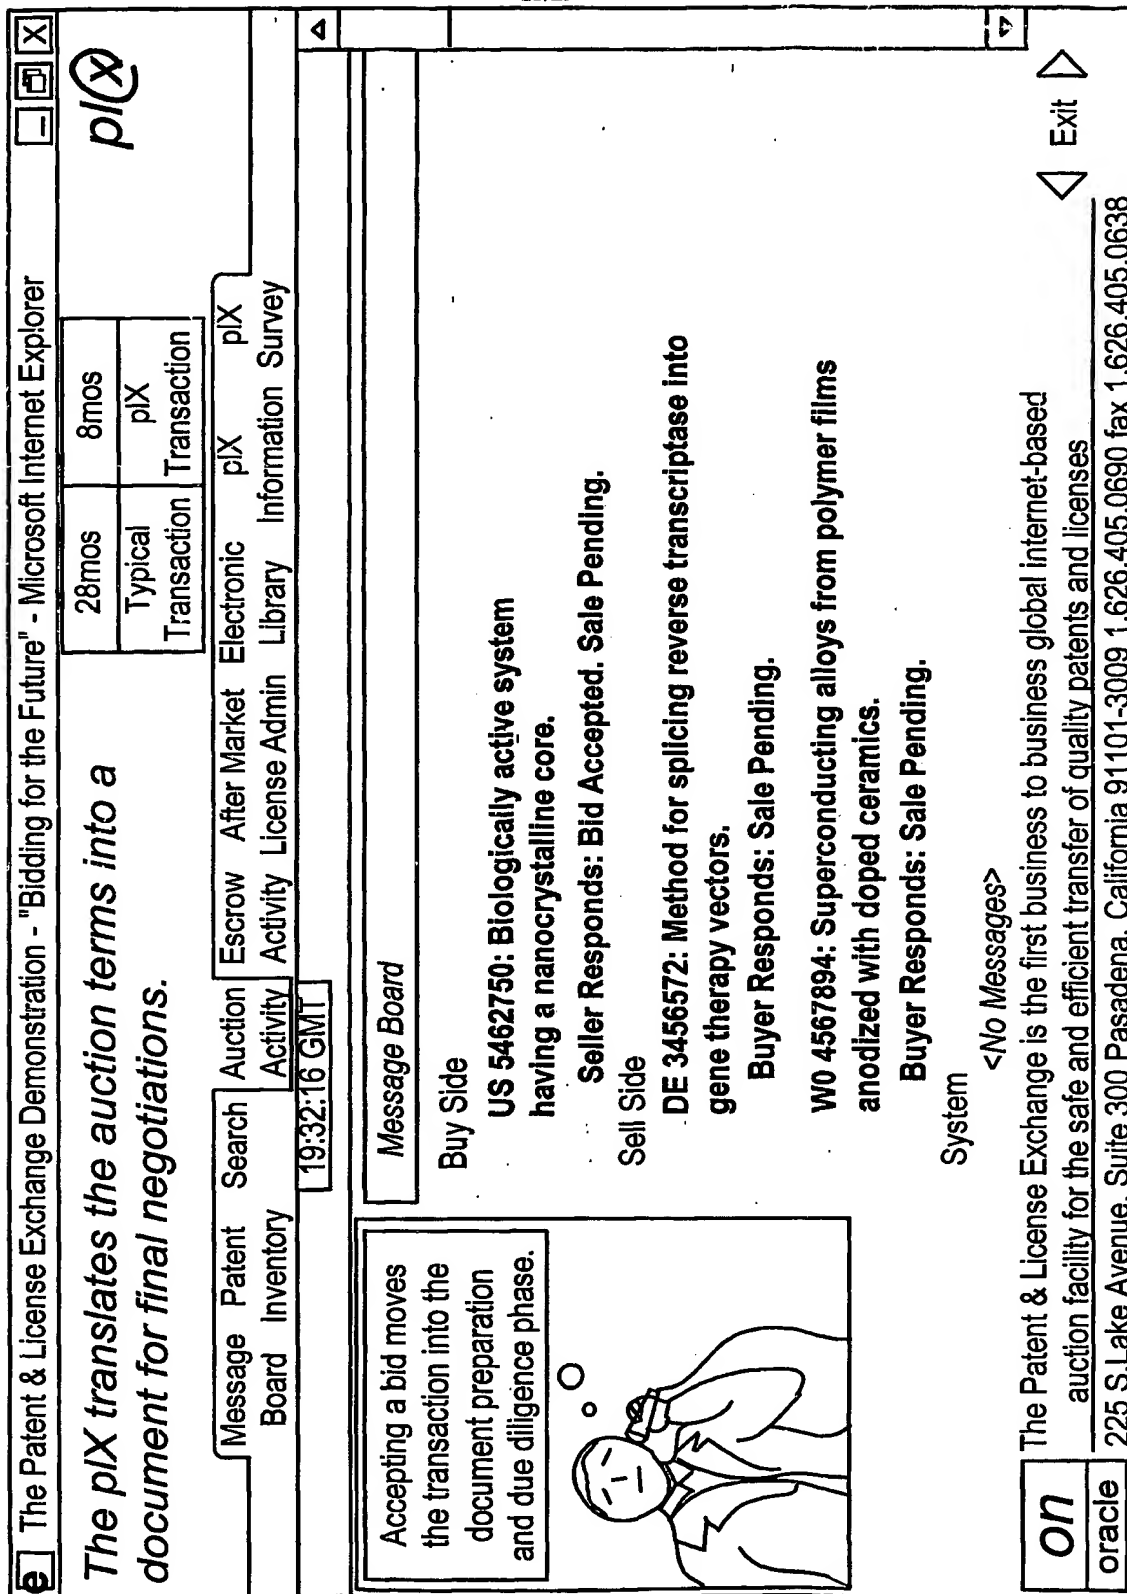 e The Patent & License Exchange Demonstration - "Bidding for the Future" - Microsoft Internet Explorer X
The plX translates the auction terms into a
document for final negotiations.
28mos 8mos
Typical Transaction plX Transaction
plX
Message Board
Patent Inventory
Search
Auction Activity
Escrow Activity
After Market License Admin
Electronic Library
plX Information
plX Survey
19:32:16 GMT
Accepting a bid moves
the transaction into the
document preparation
and due diligence phase.
Message Board
Buy Side
US 5462750: Biologically active system
having a nanocrystalline core.
Seller Responds: Bid Accepted. Sale Pending.
Sell Side
DE 3456572: Method for splicing reverse transcriptase into
gene therapy vectors.
Buyer Responds: Sale Pending.
WO 4567894: Superconducting alloys from polymer films
anodized with doped ceramics.
Buyer Responds: Sale Pending.
System
<No Messages>
on
oracle
The Patent & License Exchange is the first business to business global internet-based
auction facility for the safe and efficient transfer of quality patents and licenses
Exit
225 S.Lake Avenue, Suite 300 Pasadena, California 91101-3009 1.626.405.0690 fax 1.626.405.0638